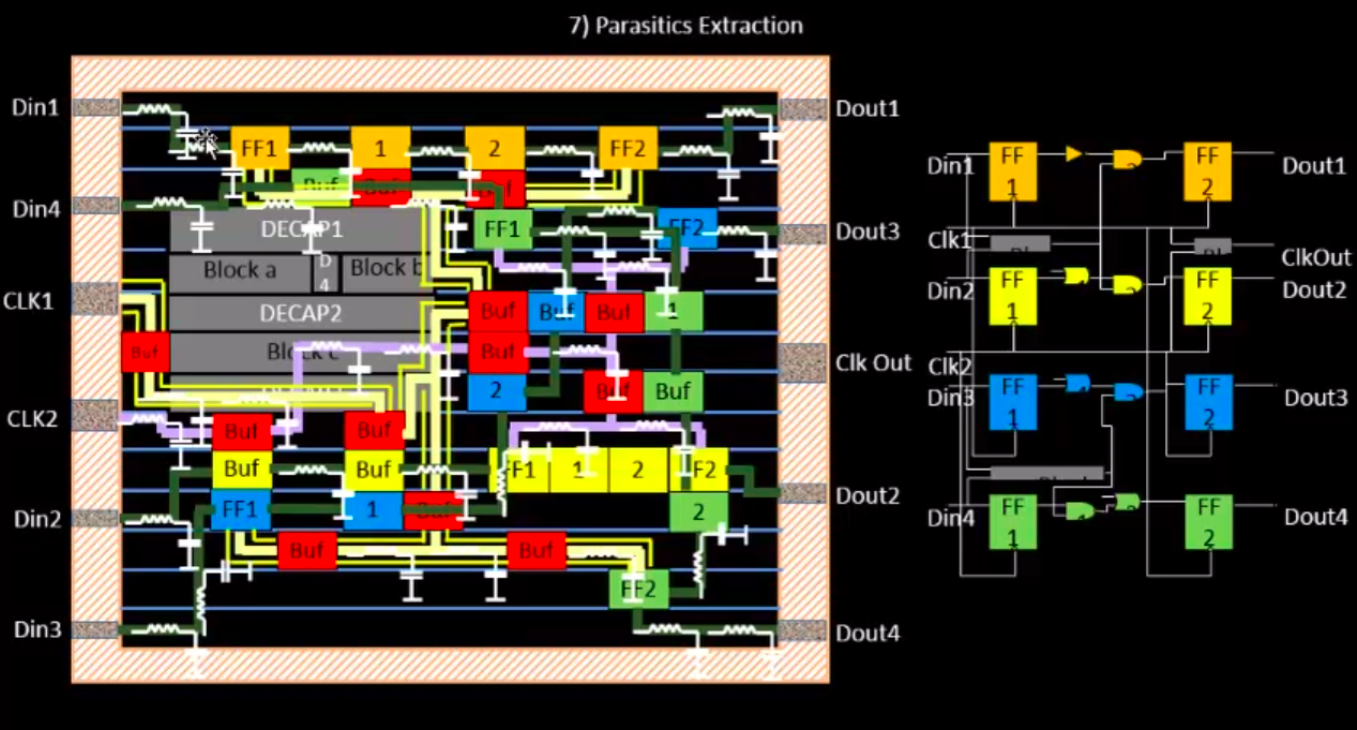 7) Parasitics Extraction
Din1
Dout1
FF1 1 2 FF2
Buf Buf Buf
Din4
DECAP1
FF1 FF2
Dout3
Block a D4 Block b
CLK1
DECAP2
Buf Buf Buf 1
Buf Block c Buf
Clk Out
2 Buf Buf
CLK2
Buf Buf
Buf Buf FF1 1 2 FF2
Dout2
FF1 1 Buf 2
Din2
Buf Buf
FF2
Din3
Dout4
Din1 FF 1 FF 2 Dout1
Clk1 ClkOut
Din2 FF 1 FF 2 Dout2
Clk2
Din3 FF 1 FF 2 Dout3
Din4 FF 1 FF 2 Dout4